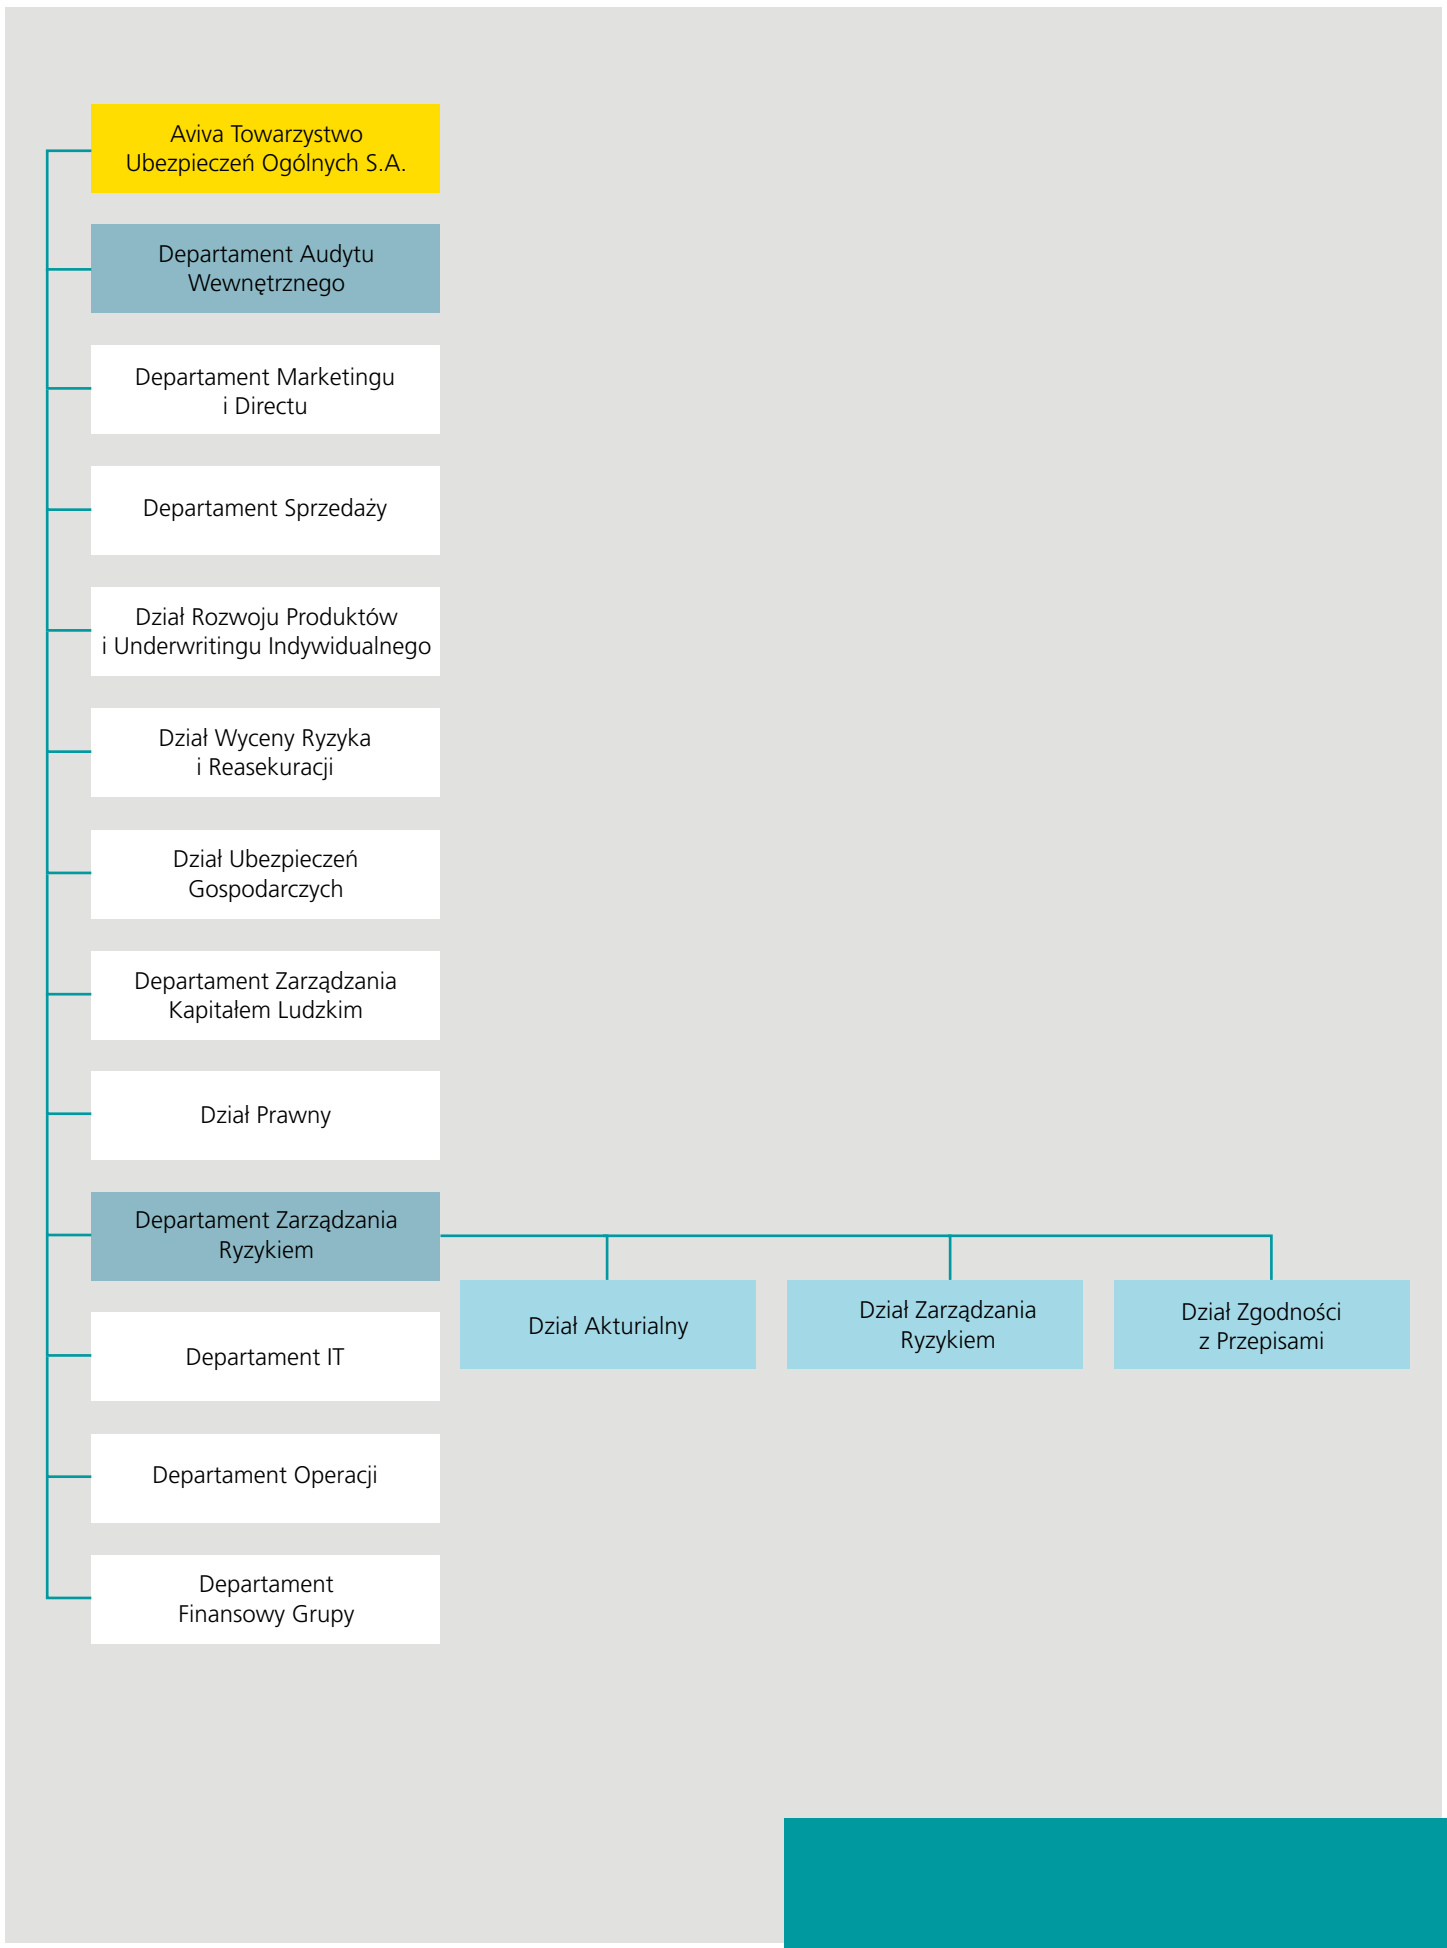 Aviva Towarzystwo
Ubezpieczeń Ogólnych S.A.
Departament Audytu
Wewnętrznego
Departament Marketingu
i Directu
Departament Sprzedaży
Dział Rozwoju Produktów
i Underwritingu Indywidualnego
Dział Wyceny Ryzyka
i Reasekuracji
Dział Ubezpieczeń
Gospodarczych
Departament Zarządzania
Kapitałem Ludzkim
Dział Prawny
Departament Zarządzania
Ryzykiem
Dział Akturialny
Dział Zarządzania
Ryzykiem
Dział Zgodności
z Przepisami
Departament IT
Departament Operacji
Departament
Finansowy Grupy